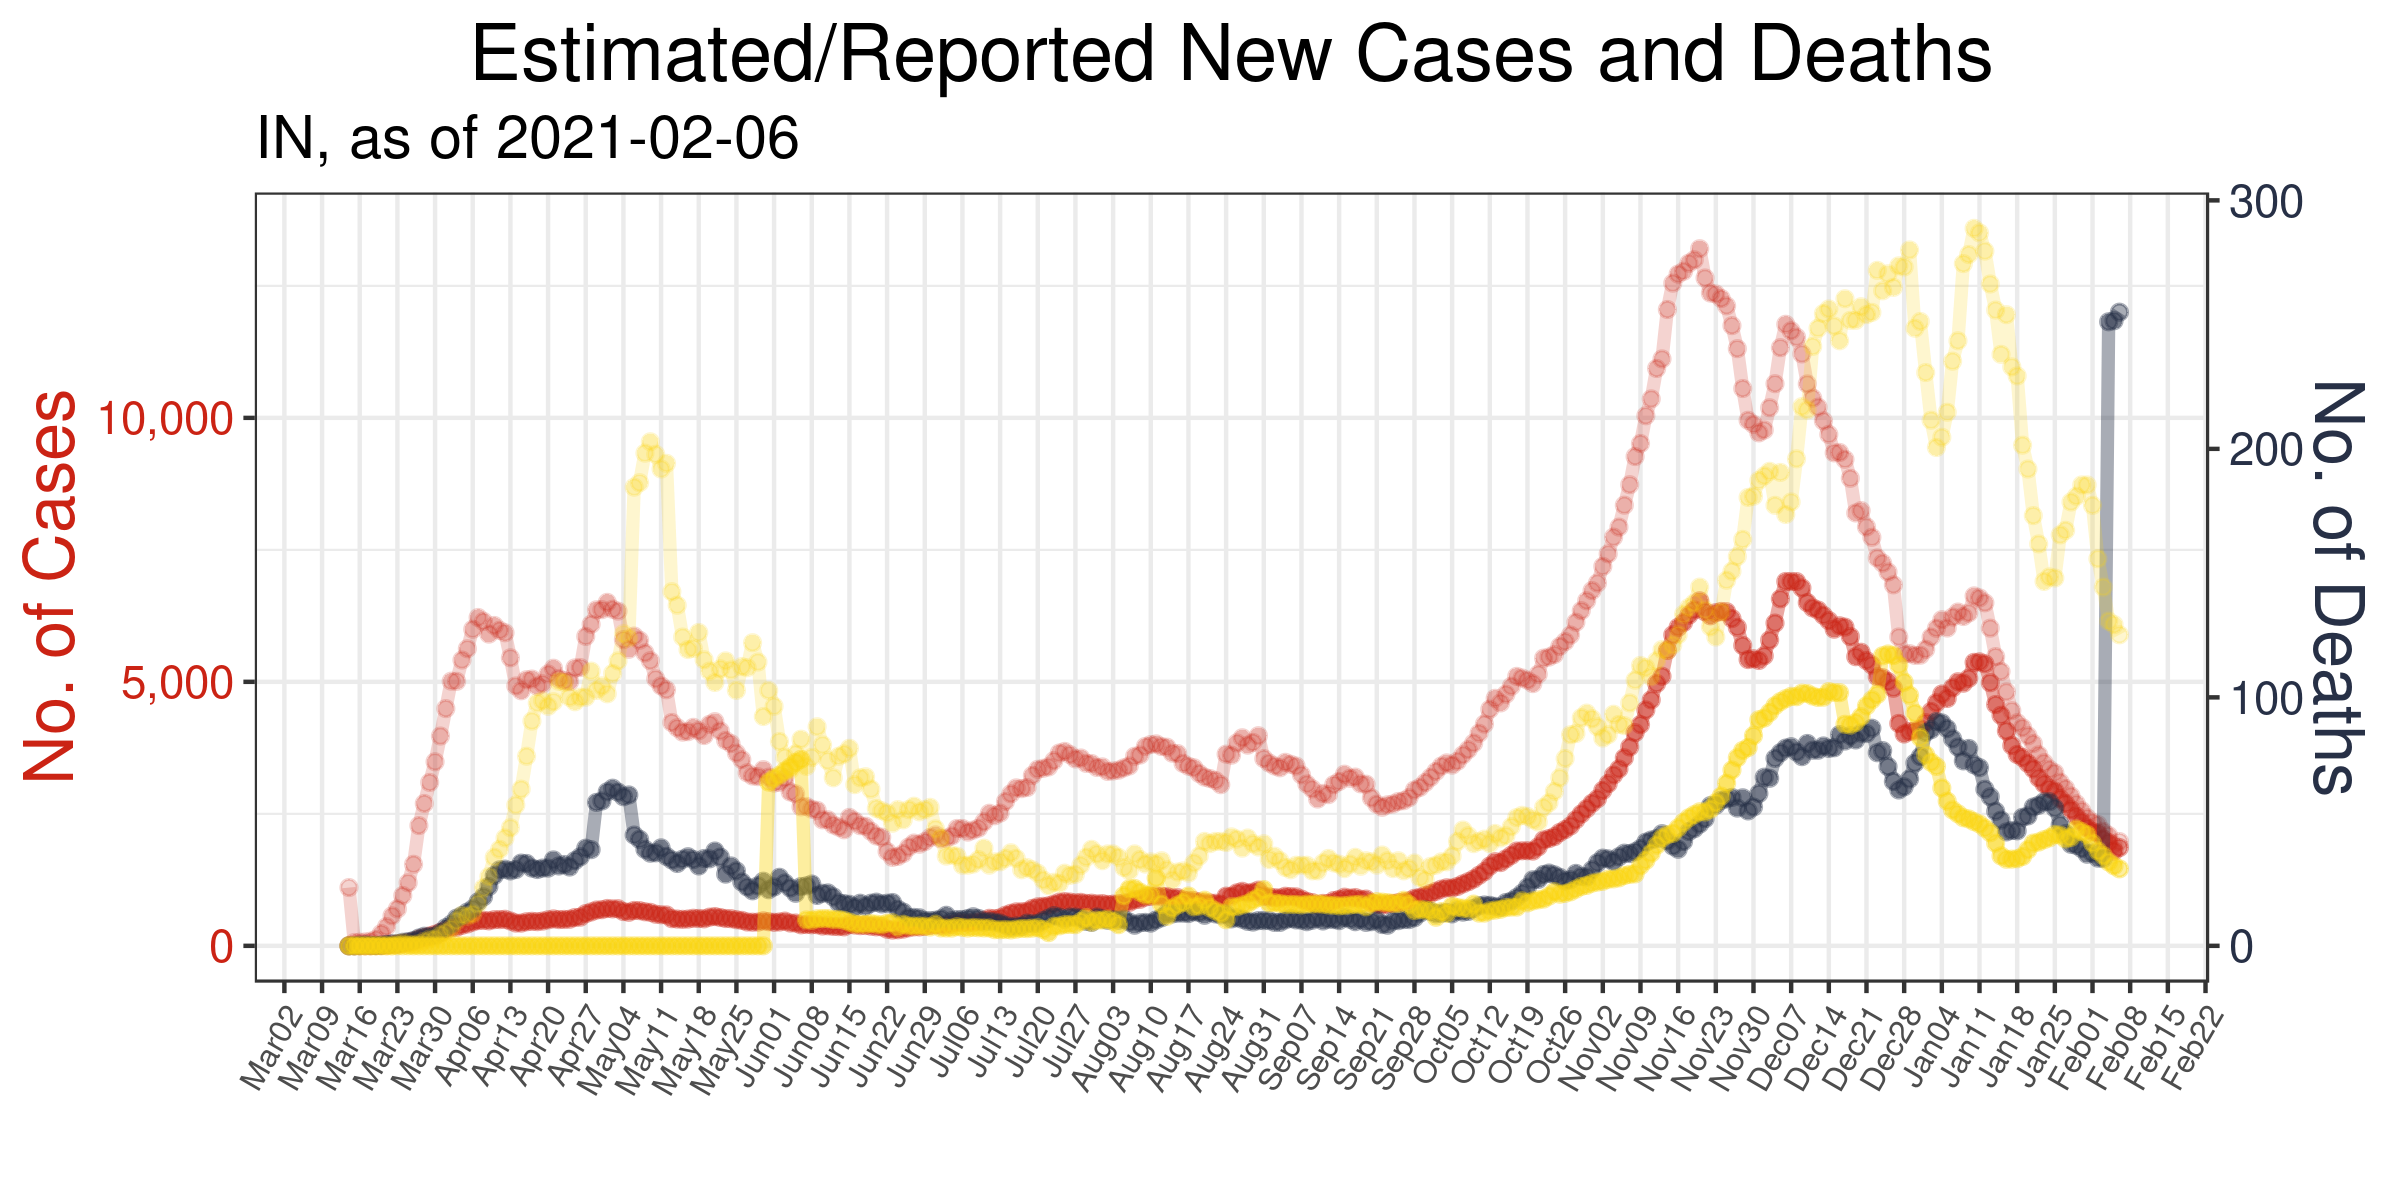 Estimated/Reported New Cases and Deaths
IN, as of 2021-02-06
No. of Cases
10,000
5,000
0
300
200
100
0
No. of Deaths
Mar02
Mar09
Mar16
Mar23
Mar30
Apr06
Apr13
Apr20
Apr27
May04
May11
May18
May25
Jun01
Jun08
Jun15
Jun22
Jun29
Jul06
Jul13
Jul20
Jul27
Aug03
Aug10
Aug17
Aug24
Aug31
Sep07
Sep14
Sep21
Sep28
Oct05
Oct12
Oct19
Oct26
Nov02
Nov09
Nov16
Nov23
Nov30
Dec07
Dec14
Dec21
Dec28
Jan04
Jan11
Jan18
Jan25
Feb01
Feb08
Feb15
Feb22